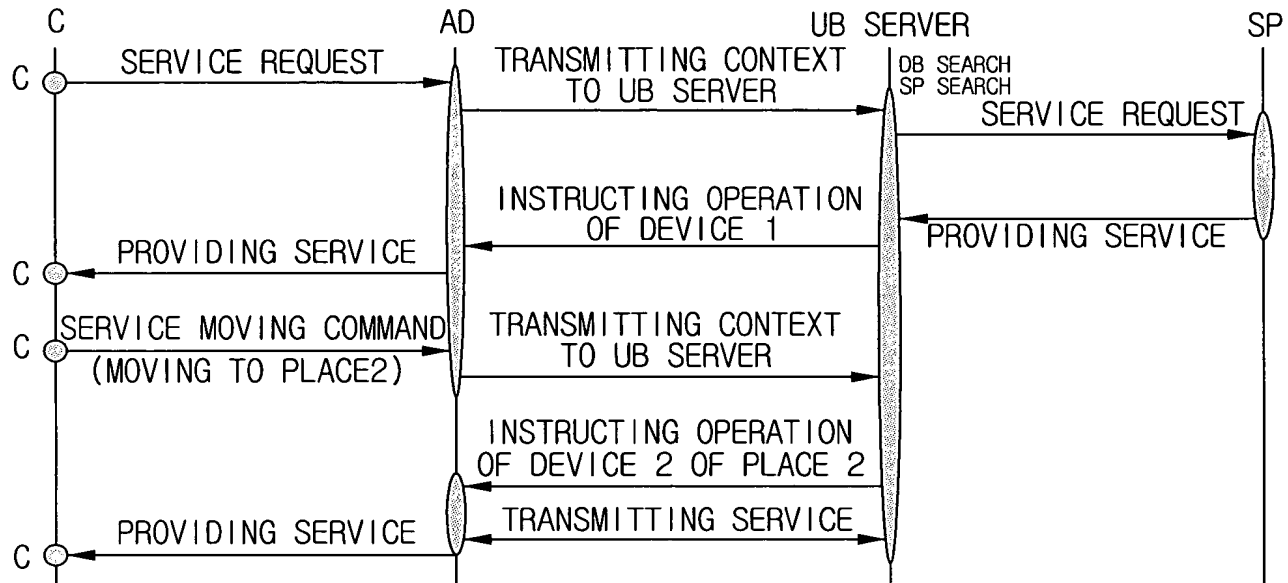 C
AD
UB SERVER
SP
C
SERVICE REQUEST
TRANSMITTING CONTEXT
TO UB SERVER
DB SEARCH
SP SEARCH
SERVICE REQUEST
INSTRUCTING OPERATION
OF DEVICE 1
PROVIDING SERVICE
C
PROVIDING SERVICE
C
SERVICE MOVING COMMAND
(MOVING TO PLACE2)
TRANSMITTING CONTEXT
TO UB SERVER
INSTRUCTING OPERATION
OF DEVICE 2 OF PLACE 2
TRANSMITTING SERVICE
C
PROVIDING SERVICE